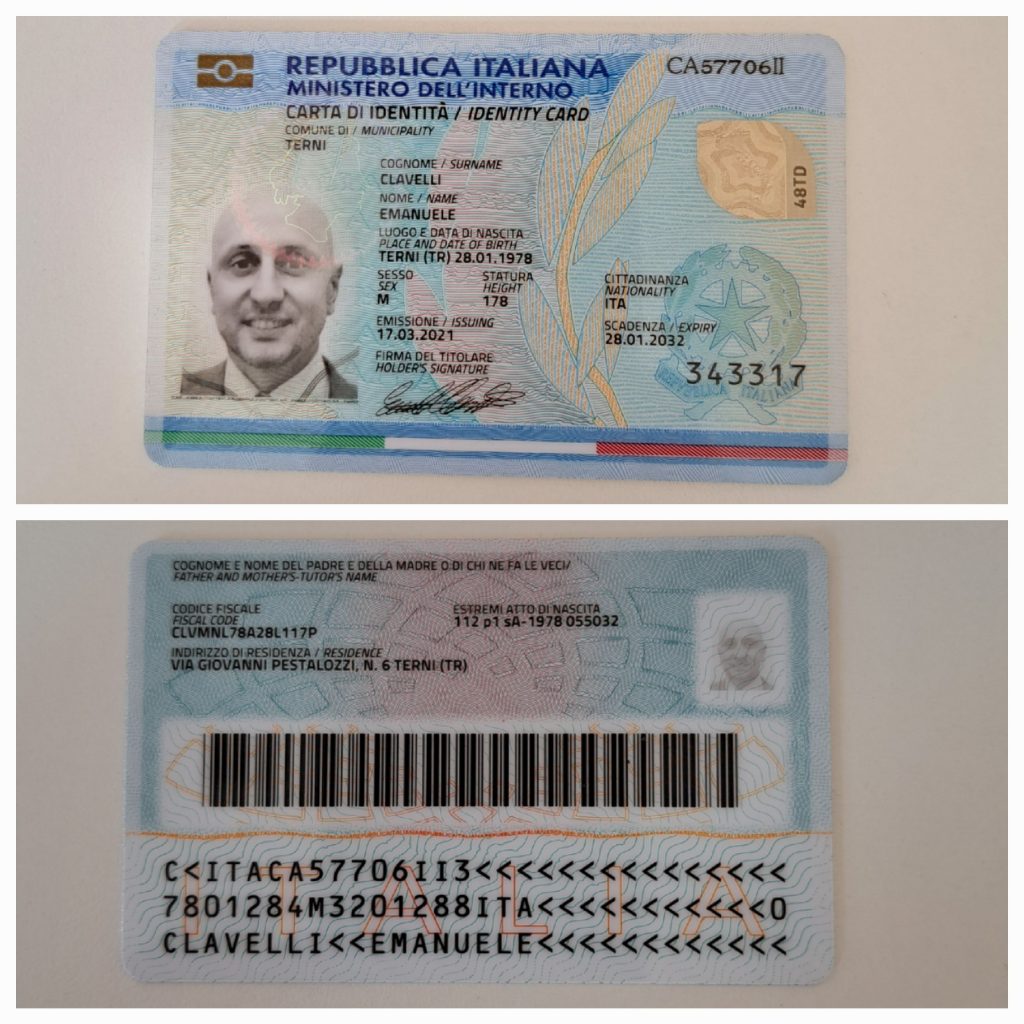 REPUBBLICA ITALIANA
MINISTERO DELL'INTERNO
CA57706II
CARTA DI IDENTITÀ / IDENTITY CARD
COMUNE DI / MUNICIPALITY
TERNI
COGNOME / SURNAME
CLAVELLI
NOME / NAME
EMANUELE
LUOGO E DATA DI NASCITA
PLACE AND DATE OF BIRTH
TERNI (TR) 28.01.1978
SESSO
SEX
M
STATURA
HEIGHT
178
CITTADINANZA
NATIONALITY
ITA
EMISSIONE / ISSUING
17.03.2021
SCADENZA / EXPIRY
28.01.2032
FIRMA DEL TITOLARE
HOLDER'S SIGNATURE
48TD
343317
REPUBBLICA ITALIANA
COGNOME E NOME DEL PADRE E DELLA MADRE O DI CHI NE FA LE VECI/
FATHER AND MOTHER'S-TUTOR'S NAME
CODICE FISCALE
FISCAL CODE
CLVMNL78A28L117P
ESTREMI ATTO DI NASCITA
112 p1 sA-1978 055032
INDIRIZZO DI RESIDENZA / RESIDENCE
VIA GIOVANNI PESTALOZZI, N. 6 TERNI (TR)
ITALIA
C<ITACA57706II3<<<<<<<<<<<<<<<
7801284M3201288ITA<<<<<<<<<<<0
CLAVELLI<<EMANUELE<<<<<<<<<<<<